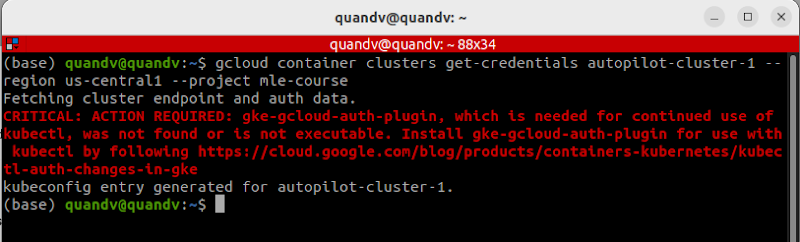 quandv@quandv: ~
quandv@quandv: ~ 88x34
(base) quandv@quandv:~$ gcloud container clusters get-credentials autopilot-cluster-1 --
region us-central1 --project mle-course
Fetching cluster endpoint and auth data.
CRITICAL: ACTION REQUIRED: gke-gcloud-auth-plugin, which is needed for continued use of
kubectl, was not found or is not executable. Install gke-gcloud-auth-plugin for use with
kubectl by following https://cloud.google.com/blog/products/containers-kubernetes/kubec
tl-auth-changes-in-gke
kubeconfig entry generated for autopilot-cluster-1.
(base) quandv@quandv:~$